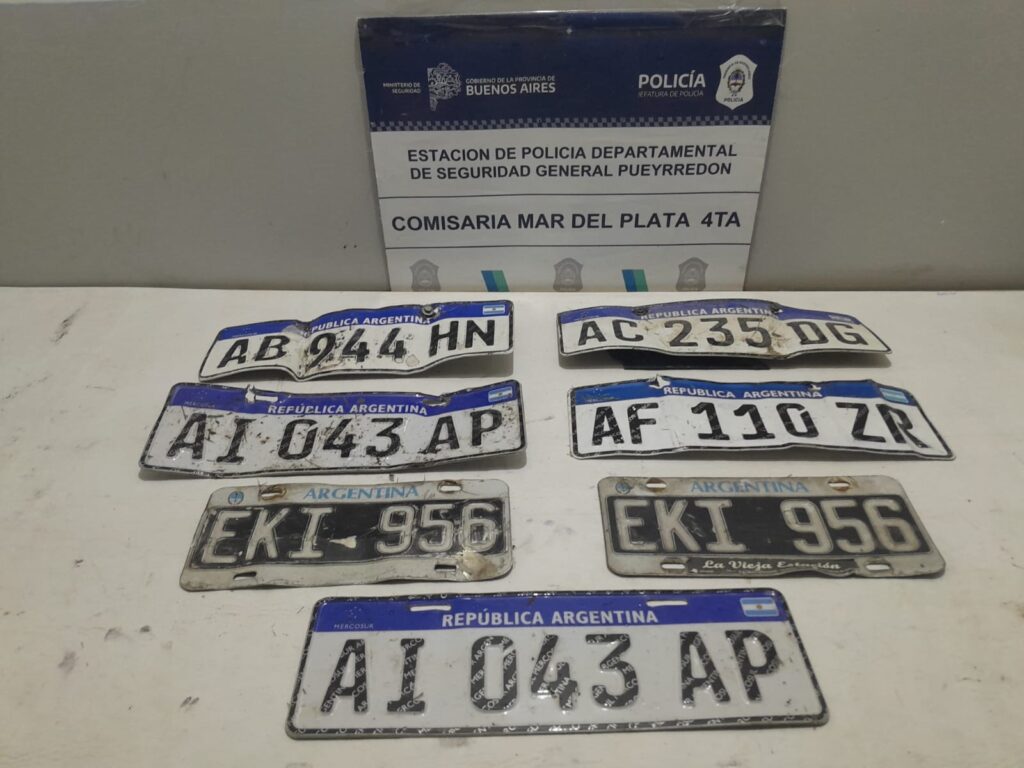 MINISTERIO DE
SEGURIDAD
GOBIERNO DE LA PROVINCIA DE
BUENOS AIRES
POLICÍA
JEFATURA DE POLICÍA
POLICIA
ESTACION DE POLICIA DEPARTAMENTAL
DE SEGURIDAD GENERAL PUEYRREDON
COMISARIA MAR DEL PLATA 4TA
REPUBLICA ARGENTINA
AB 944 HN
REPUBLICA ARGENTINA
AC 235 DG
REPÚBLICA ARGENTINA
AI 043 AP
REPUBLICA ARGENTINA
AF 110 ZR
ARGENTINA
EKI 956
ARGENTINA
EKI 956
La Vieja Estación
MERCOSUR
REPÚBLICA ARGENTINA
AI 043 AP